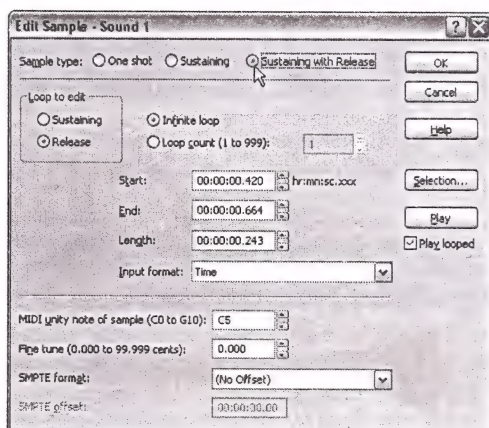 Edit Sample - Sound 1
Sample type: One shot Sustaining Sustaining with Release
OK
Cancel
Help
Loop to edit
Sustaining
Release
Infinite loop
Loop count (1 to 999): 1
Start: 00:00:00.420 hr:mn:sc.xxx
Selection...
End: 00:00:00.664
Play
Length: 00:00:00.243
Play looped
Input format: Time
MIDI unity note of sample (C0 to G10): C5
Fine tune (0.000 to 99.999 cents): 0.000
SMPTE format: (No Offset)
SMPTE offset: 00:00:00.00